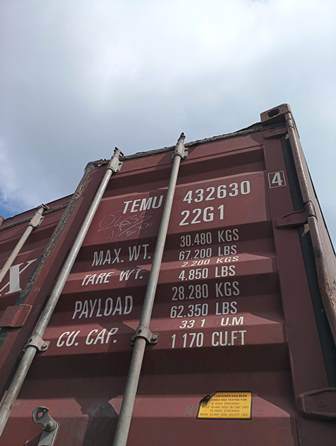 TEMU 432630 4
22G1
MAX. WT. 30.480 KGS
67.200 LBS
TARE WT. 2.200 KGS
4.850 LBS
PAYLOAD 28.280 KGS
62.350 LBS
CU. CAP. 33.1 U.M
1 170 CU.FT
X